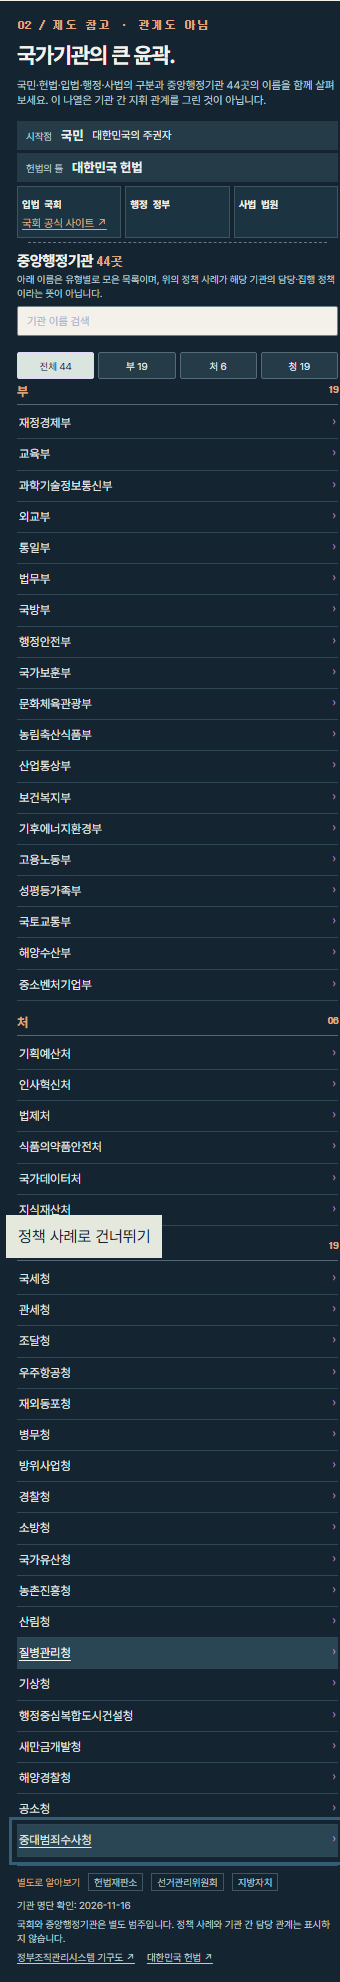 02 / 제도 참고 · 관계도 아님
국가기관의 큰 윤곽.
국민·헌법·입법·행정·사법의 구분과 중앙행정기관 44곳의 이름을 함께 살펴
보세요. 이 나열은 기관 간 지휘 관계를 그린 것이 아닙니다.
시작점 국민 대한민국의 주권자
헌법의 틀 대한민국 헌법
입법 국회
국회 공식 사이트 ↗
행정 정부
사법 법원
중앙행정기관 44곳
아래 이름은 유형별로 모은 목록이며, 위의 정책 사례가 해당 기관의 담당·집행 정책
이라는 뜻이 아닙니다.
기관 이름 검색
전체 44
부 19
처 6
청 19
부 19
재정경제부 ›
교육부 ›
과학기술정보통신부 ›
외교부 ›
통일부 ›
법무부 ›
국방부 ›
행정안전부 ›
국가보훈부 ›
문화체육관광부 ›
농림축산식품부 ›
산업통상부 ›
보건복지부 ›
기후에너지환경부 ›
고용노동부 ›
성평등가족부 ›
국토교통부 ›
해양수산부 ›
중소벤처기업부 ›
처 06
기획예산처 ›
인사혁신처 ›
법제처 ›
식품의약품안전처 ›
국가데이터처 ›
지식재산처 ›
정책 사례로 건너뛰기
19
국세청 ›
관세청 ›
조달청 ›
우주항공청 ›
재외동포청 ›
병무청 ›
방위사업청 ›
경찰청 ›
소방청 ›
국가유산청 ›
농촌진흥청 ›
산림청 ›
질병관리청 ›
기상청 ›
행정중심복합도시건설청 ›
새만금개발청 ›
해양경찰청 ›
공소청 ›
중대범죄수사청 ›
별도로 알아보기 헌법재판소 선거관리위원회 지방자치
기관 명단 확인: 2026-11-16
국회와 중앙행정기관은 별도 범주입니다. 정책 사례와 기관 간 담당 관계는 표시하
지 않습니다.
정부조직관리시스템 기구도 ↗ 대한민국 헌법 ↗